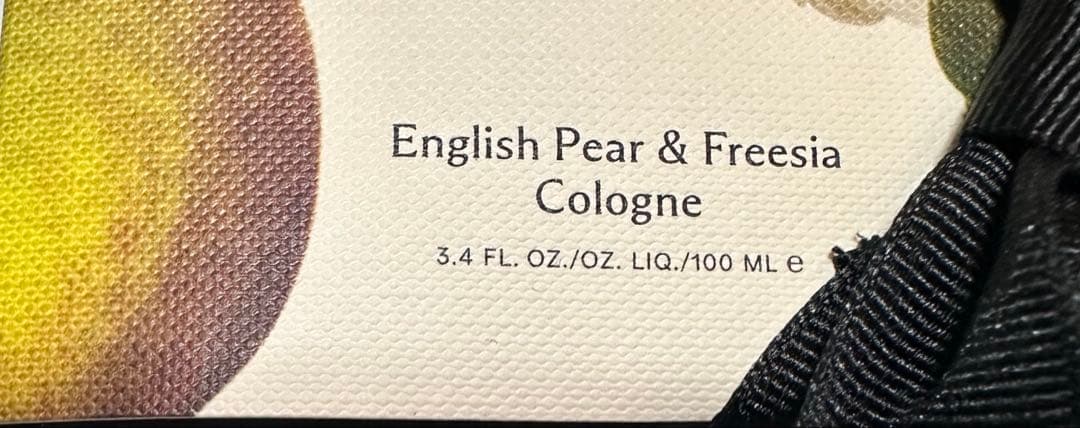 English Pear & Freesia
Cologne
3.4 FL. OZ./OZ. LIQ./100 ML e